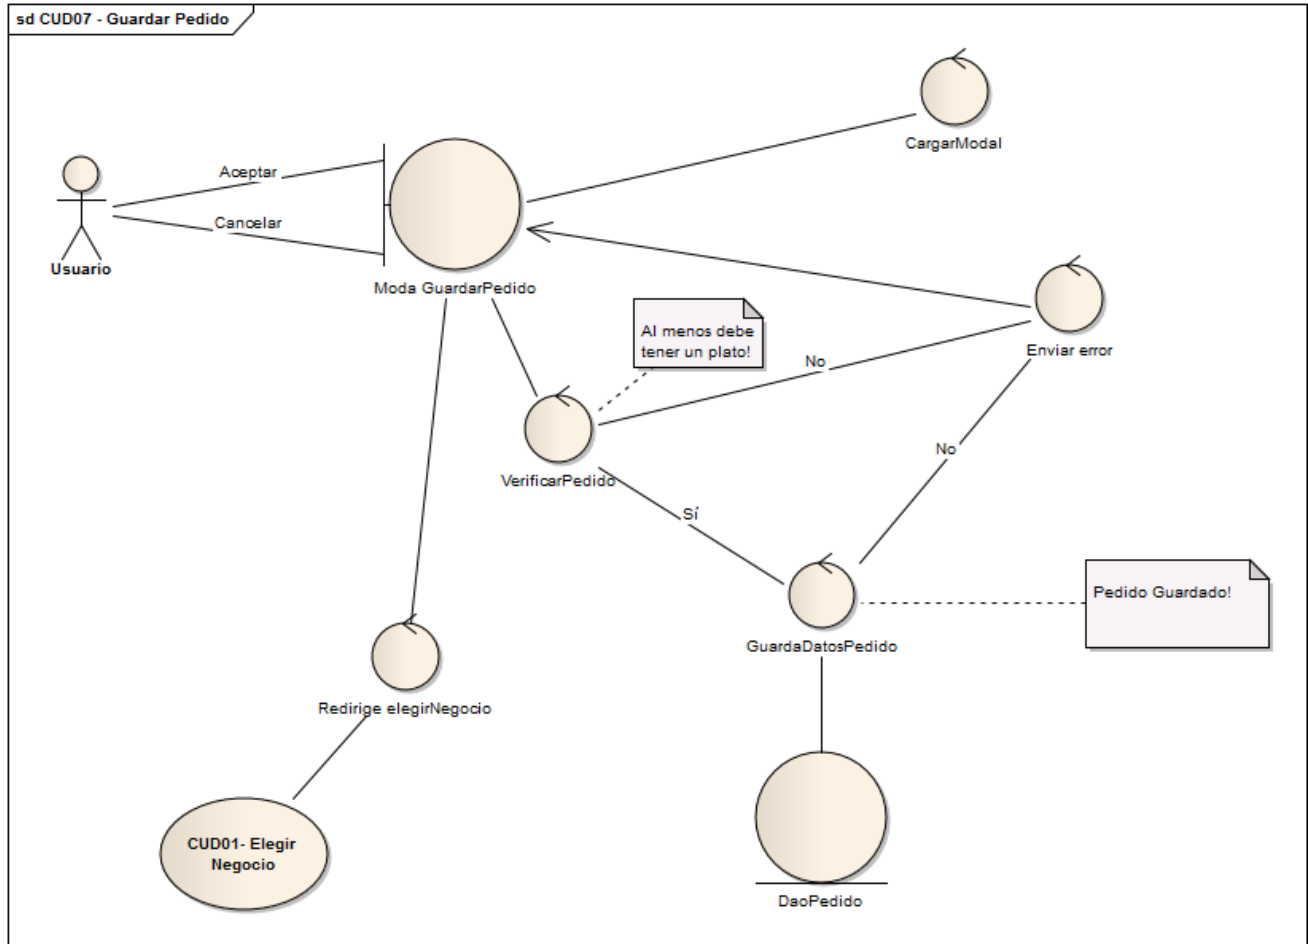 sd CUD07 - Guardar Pedido
CargarModal
Aceptar
Cancelar
Usuario
Moda GuardarPedido
Al menos debe
tener un plato!
Enviar error
No
VerificarPedido
No
Sí
Pedido Guardado!
GuardaDatosPedido
Redirige elegirNegocio
CUD01- Elegir
Negocio
DaoPedido